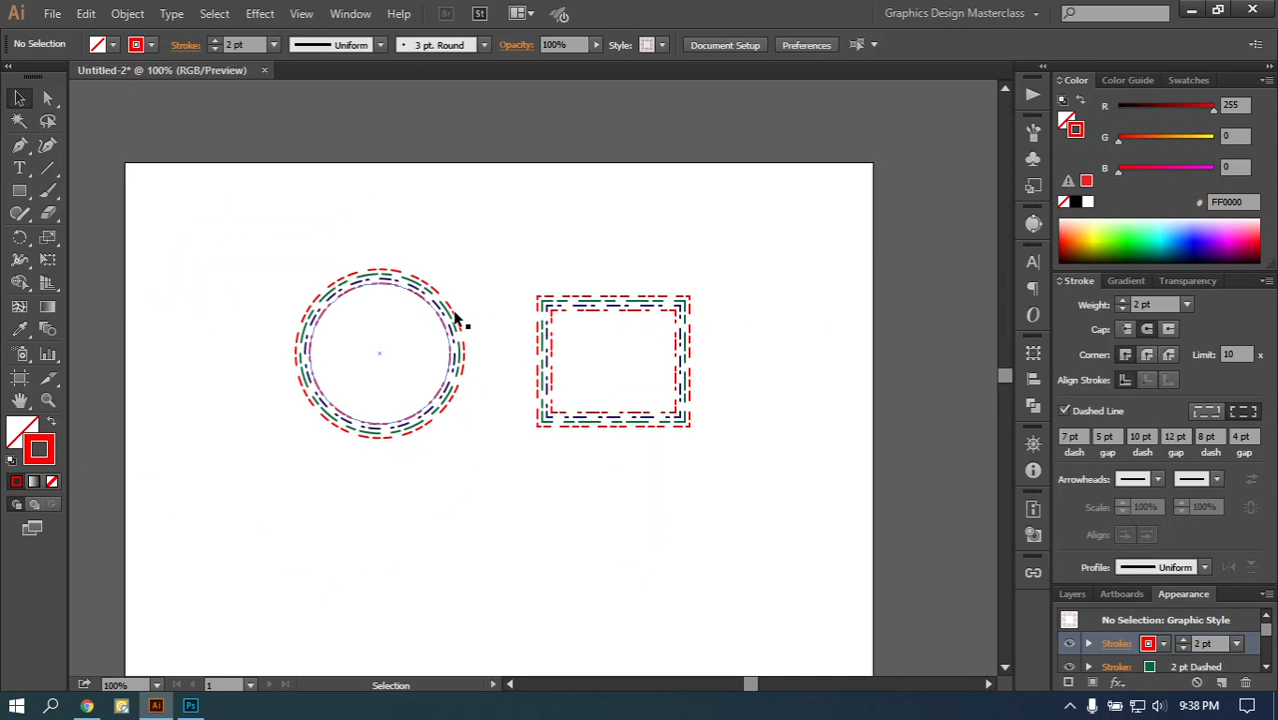 Ai File Edit Object Type Select Effect View Window Help Br St Graphics Design Masterclass
No Selection Stroke: 2 pt Uniform 3 pt. Round Opacity: 100% Style: Document Setup Preferences
Untitled-2* @ 100% (RGB/Preview)
Color Color Guide Swatches
R 255
G 0
B 0
# FF0000
Stroke Gradient Transparency
Weight: 2 pt
Cap:
Corner: Limit: 10 x
Align Stroke:
Dashed Line
7 pt 5 pt 10 pt 12 pt 8 pt 4 pt
dash gap dash gap dash gap
Arrowheads:
Scale: 100% 100%
Align:
Profile: Uniform
Layers Artboards Appearance
No Selection: Graphic Style
Stroke: 2 pt
Stroke: 2 pt Dashed
fx
100% 1 Selection
Ai Ps 9:38 PM